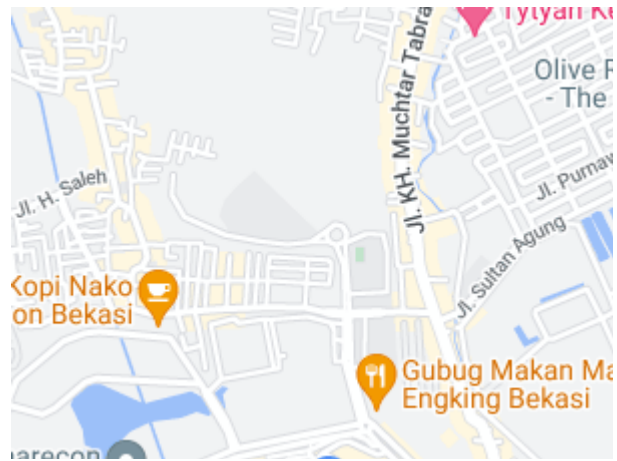 Tytyan Ke
Olive R
- The
Jl. KH. Muchtar Tabra
Jl. H. Saleh
Jl. Purnaw
Jl. Sultan Agung
Kopi Nako
on Bekasi
Gubug Makan Ma
Engking Bekasi
arecon